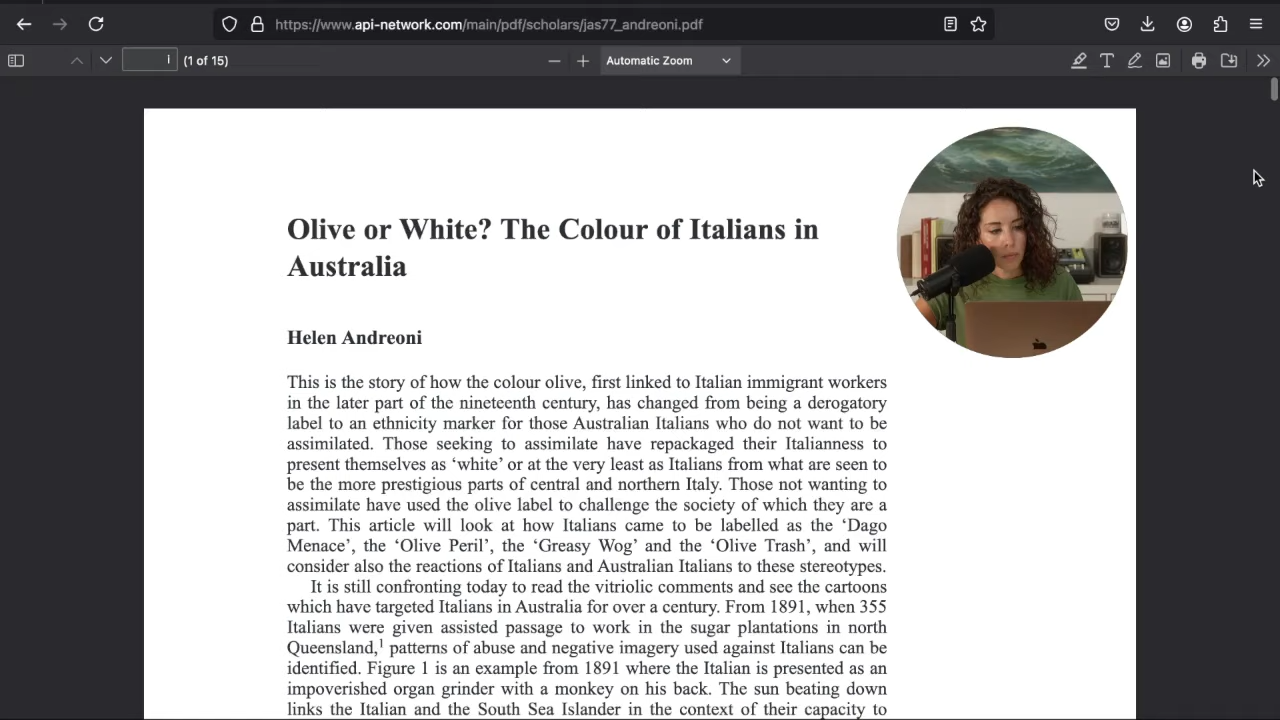 https://www.api-network.com/main/pdf/scholars/jas77_andreoni.pdf
i (1 of 15) Automatic Zoom
Olive or White? The Colour of Italians in
Australia
Helen Andreoni
This is the story of how the colour olive, first linked to Italian immigrant workers
in the later part of the nineteenth century, has changed from being a derogatory
label to an ethnicity marker for those Australian Italians who do not want to be
assimilated. Those seeking to assimilate have repackaged their Italianness to
present themselves as ‘white’ or at the very least as Italians from what are seen to
be the more prestigious parts of central and northern Italy. Those not wanting to
assimilate have used the olive label to challenge the society of which they are a
part. This article will look at how Italians came to be labelled as the ‘Dago
Menace’, the ‘Olive Peril’, the ‘Greasy Wog’ and the ‘Olive Trash’, and will
consider also the reactions of Italians and Australian Italians to these stereotypes.
It is still confronting today to read the vitriolic comments and see the cartoons
which have targeted Italians in Australia for over a century. From 1891, when 355
Italians were given assisted passage to work in the sugar plantations in north
Queensland,1 patterns of abuse and negative imagery used against Italians can be
identified. Figure 1 is an example from 1891 where the Italian is presented as an
impoverished organ grinder with a monkey on his back. The sun beating down
links the Italian and the South Sea Islander in the context of their capacity to